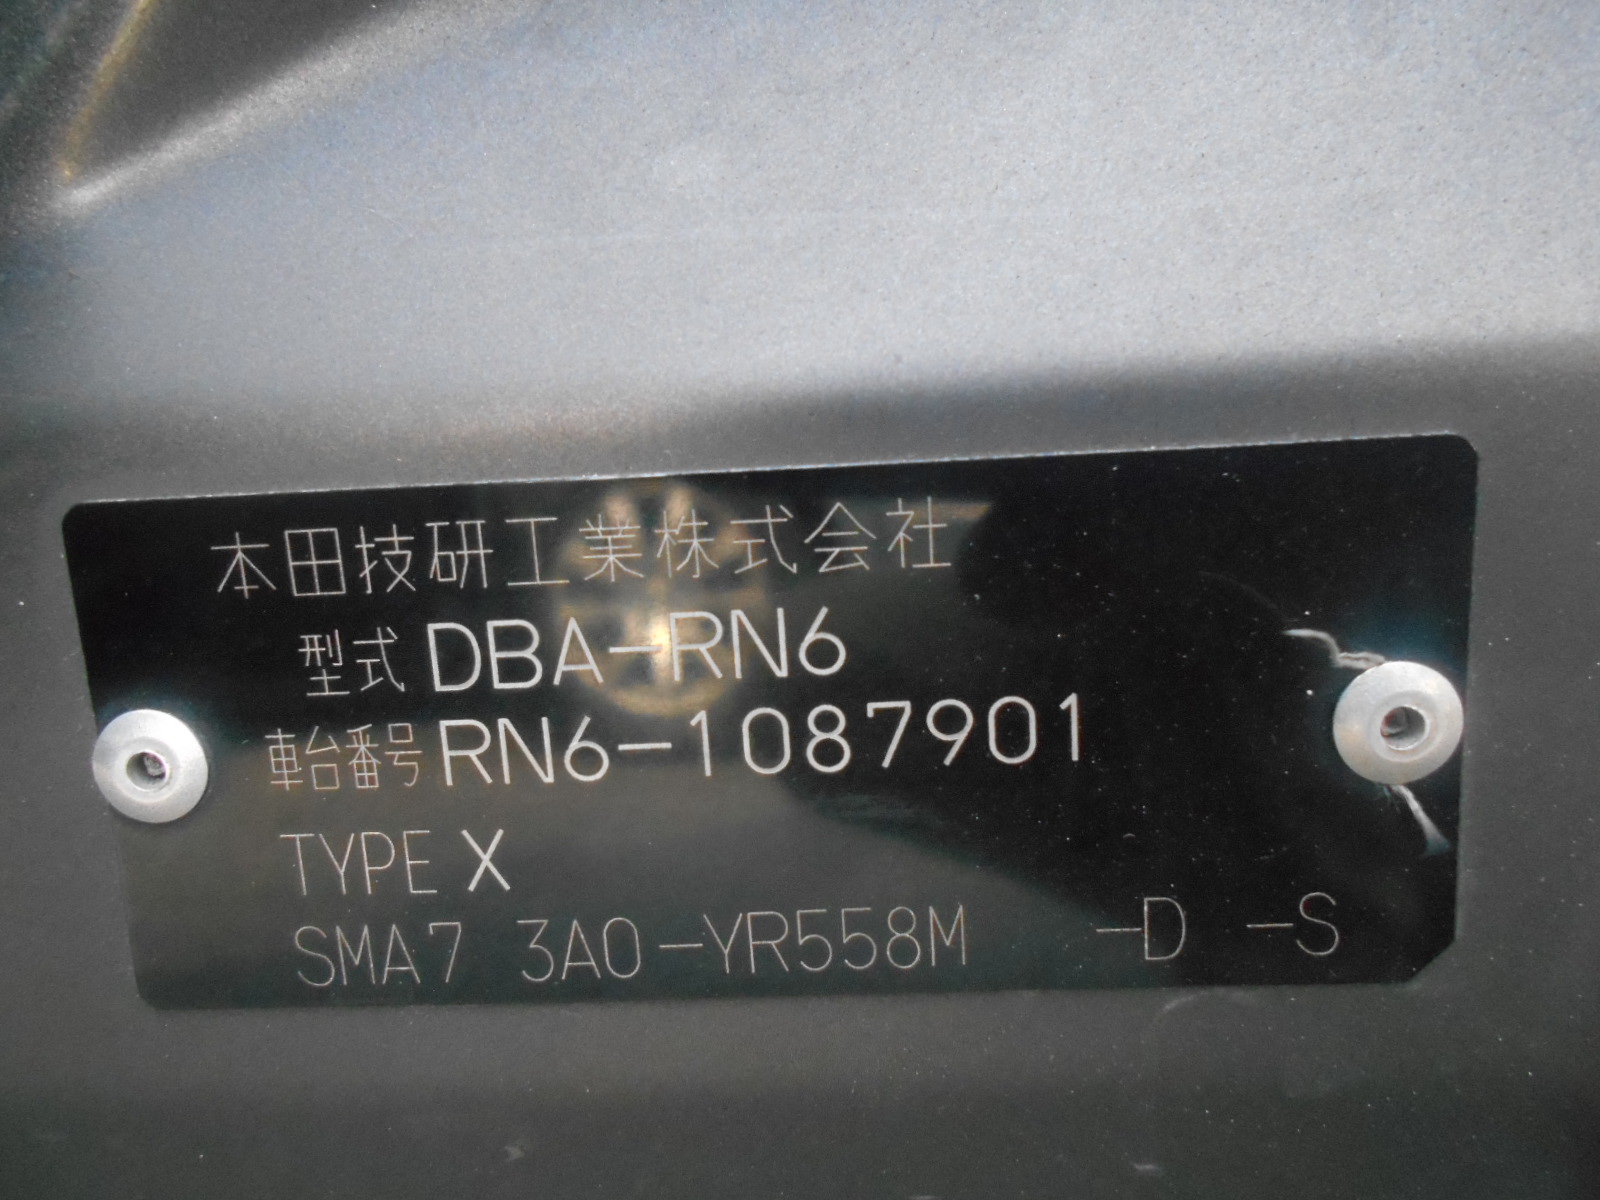 本田技研工業株式会社
型式 DBA-RN6
車台番号 RN6-1087901
TYPE X
SMA7 3A0-YR558M -D -S